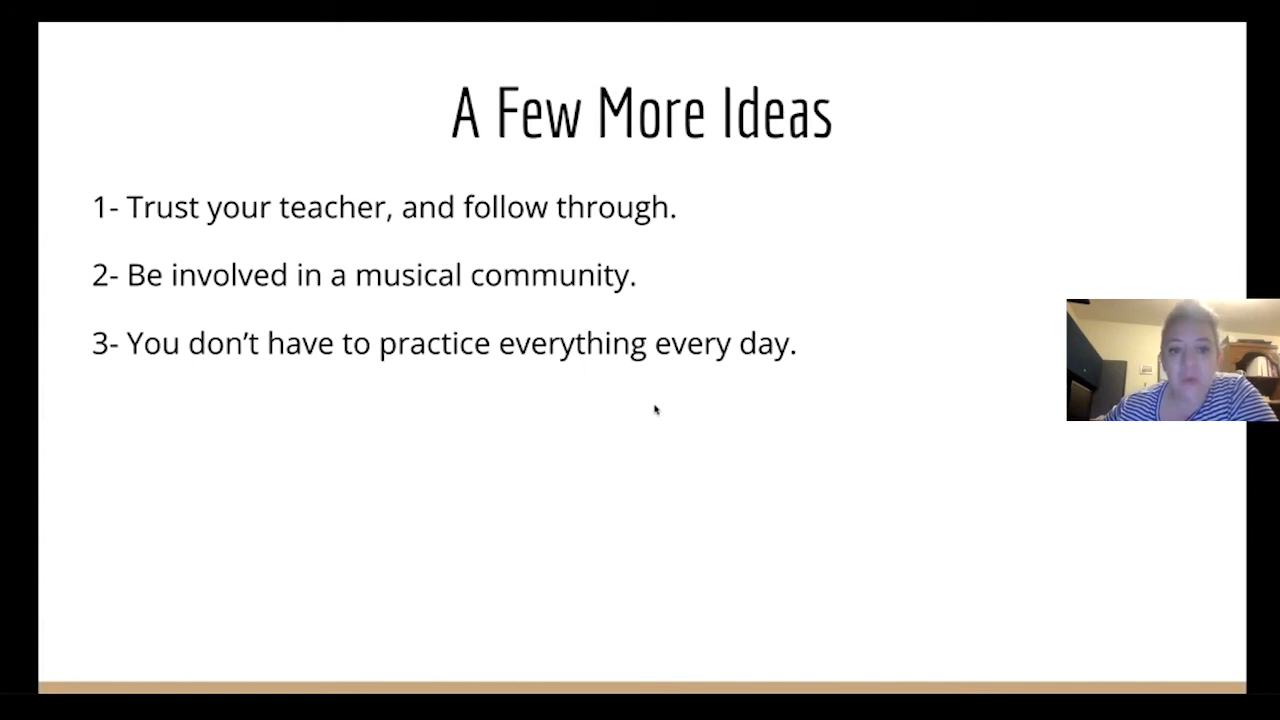 A Few More Ideas
1- Trust your teacher, and follow through.
2- Be involved in a musical community.
3- You don’t have to practice everything every day.